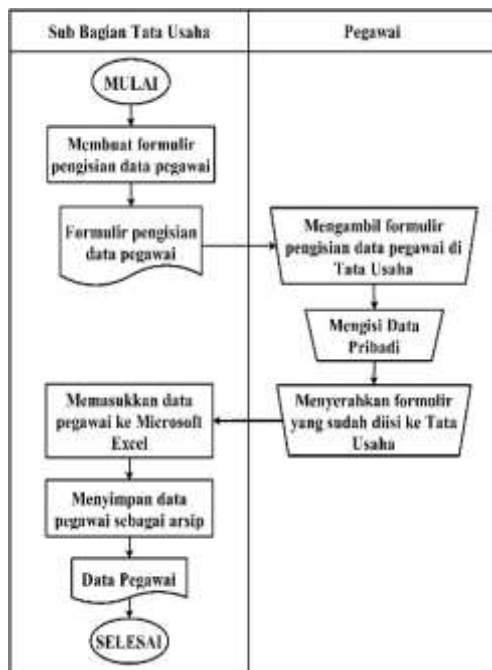 Sub Bagian Tata Usaha
Pegawai
MULAI
Membuat formulir
pengisian data pegawai
Formulir pengisian
data pegawai
Mengambil formulir
pengisian data pegawai di
Tata Usaha
Mengisi Data
Pribadi
Menyerahkan formulir
yang sudah diisi ke Tata
Usaha
Memasukkan data
pegawai ke Microsoft
Excel
Menyimpan data
pegawai sebagai arsip
Data Pegawai
SELESAI